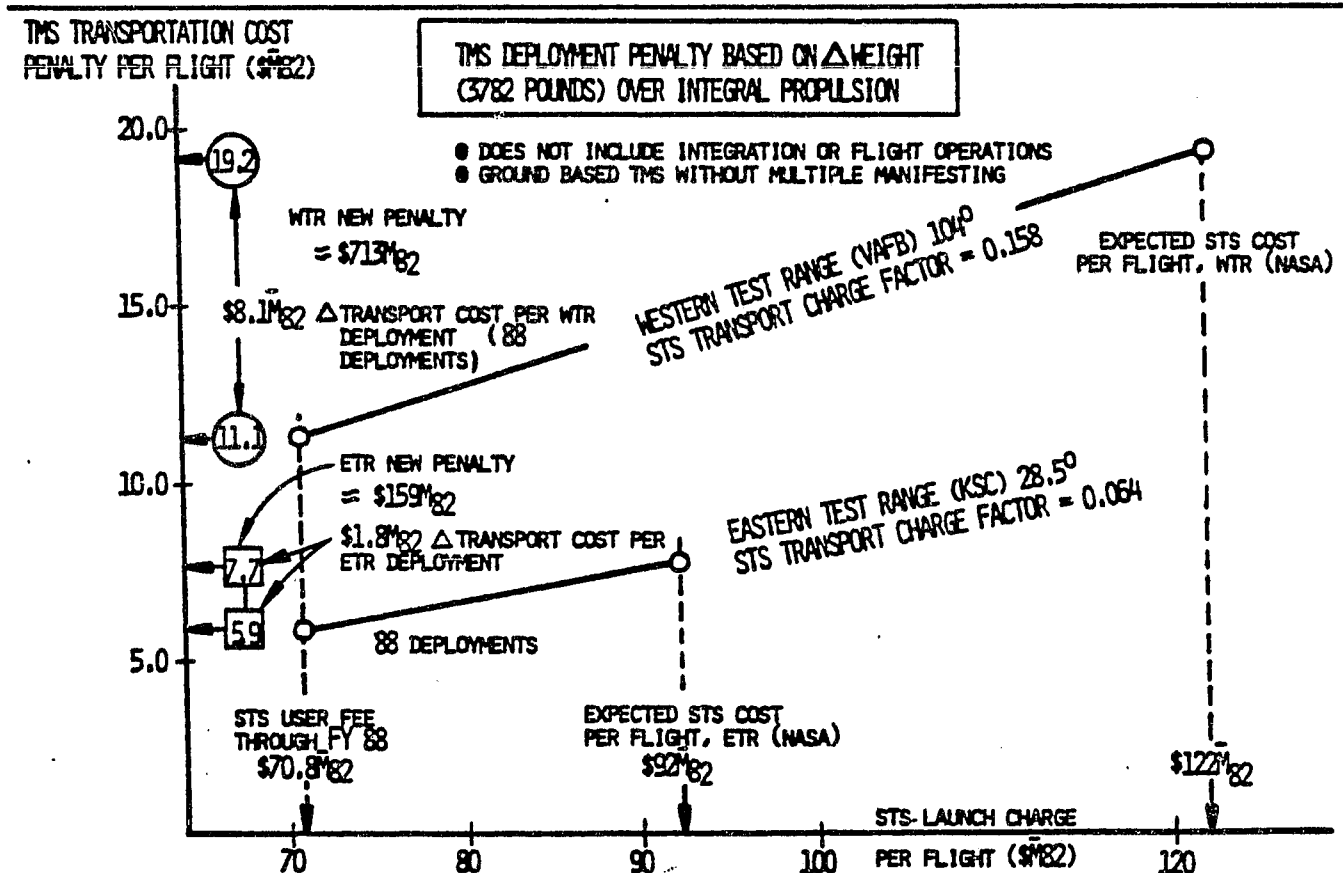 TMS TRANSPORTATION COST
PENALTY PER FLIGHT ($M82)
TMS DEPLOYMENT PENALTY BASED ON △WEIGHT
(3782 POUNDS) OVER INTEGRAL PROPULSION
● DOES NOT INCLUDE INTEGRATION OR FLIGHT OPERATIONS
● GROUND BASED TMS WITHOUT MULTIPLE MANIFESTING
20.0
19.2
WTR NEW PENALTY
≈ $713M82
WESTERN TEST RANGE (VAFB) 104°
STS TRANSPORT CHARGE FACTOR = 0.158
EXPECTED STS COST
PER FLIGHT, WTR (NASA)
15.0
$8.1M82 △TRANSPORT COST PER WTR
DEPLOYMENT (88
DEPLOYMENTS)
11.1
10.0
ETR NEW PENALTY
≈ $159M82
$1.8M82 △TRANSPORT COST PER
ETR DEPLOYMENT
EASTERN TEST RANGE (KSC) 28.5°
STS TRANSPORT CHARGE FACTOR = 0.064
7.7
5.9
88 DEPLOYMENTS
5.0
STS USER FEE
THROUGH FY 88
$70.8M82
EXPECTED STS COST
PER FLIGHT, ETR (NASA)
$92M82
$122M82
STS-LAUNCH CHARGE
PER FLIGHT ($M82)
70
80
90
100
120